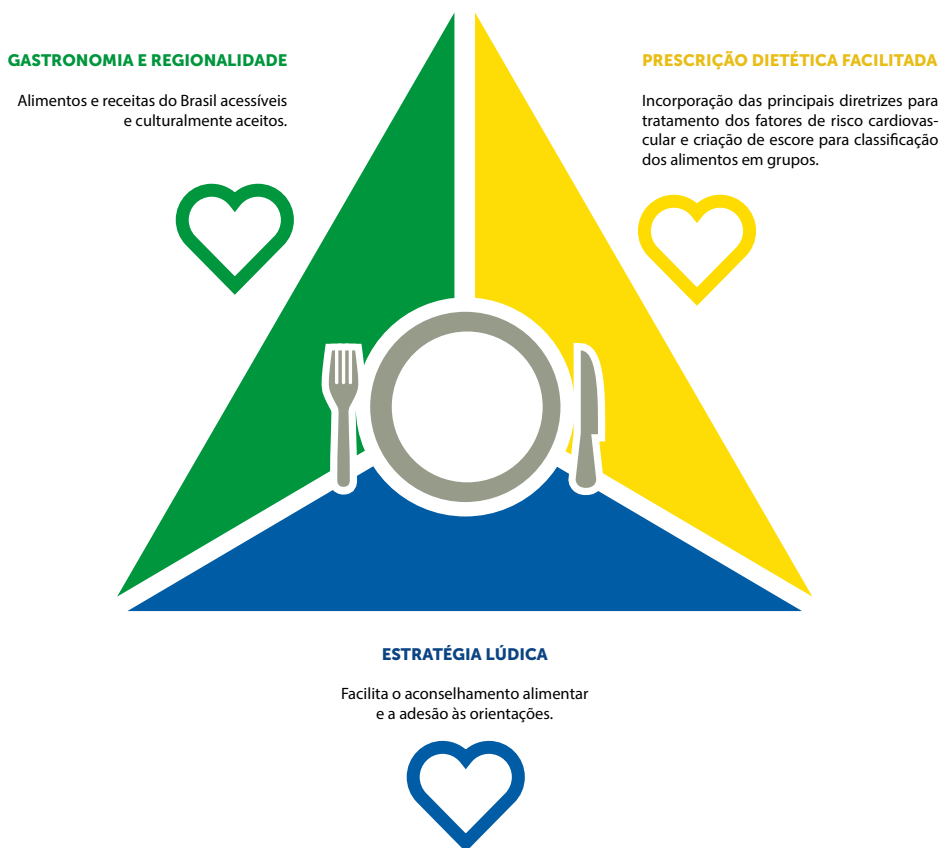 GASTRONOMIA E REGIONALIDADE
Alimentos e receitas do Brasil acessíveis
e culturalmente aceitos.
PRESCRIÇÃO DIETÉTICA FACILITADA
Incorporação das principais diretrizes para
tratamento dos fatores de risco cardiovas-
cular e criação de escore para classificação
dos alimentos em grupos.
ESTRATÉGIA LÚDICA
Facilita o aconselhamento alimentar
e a adesão às orientações.